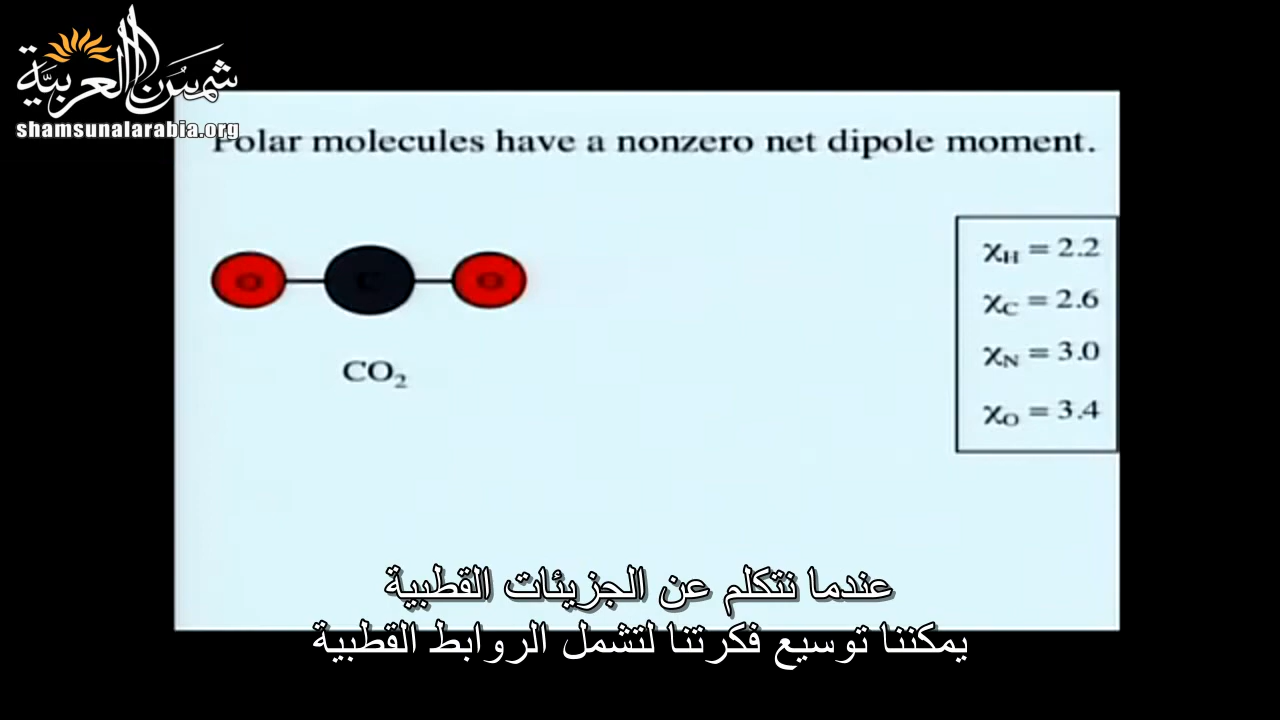 شمس العربية
shamsunalarabia.org
Polar molecules have a nonzero net dipole moment.
O C O
CO₂
χH = 2.2
χC = 2.6
χN = 3.0
χO = 3.4
عندما نتكلم عن الجزيئات القطبية
يمكننا توسيع فكرتنا لتشمل الروابط القطبية